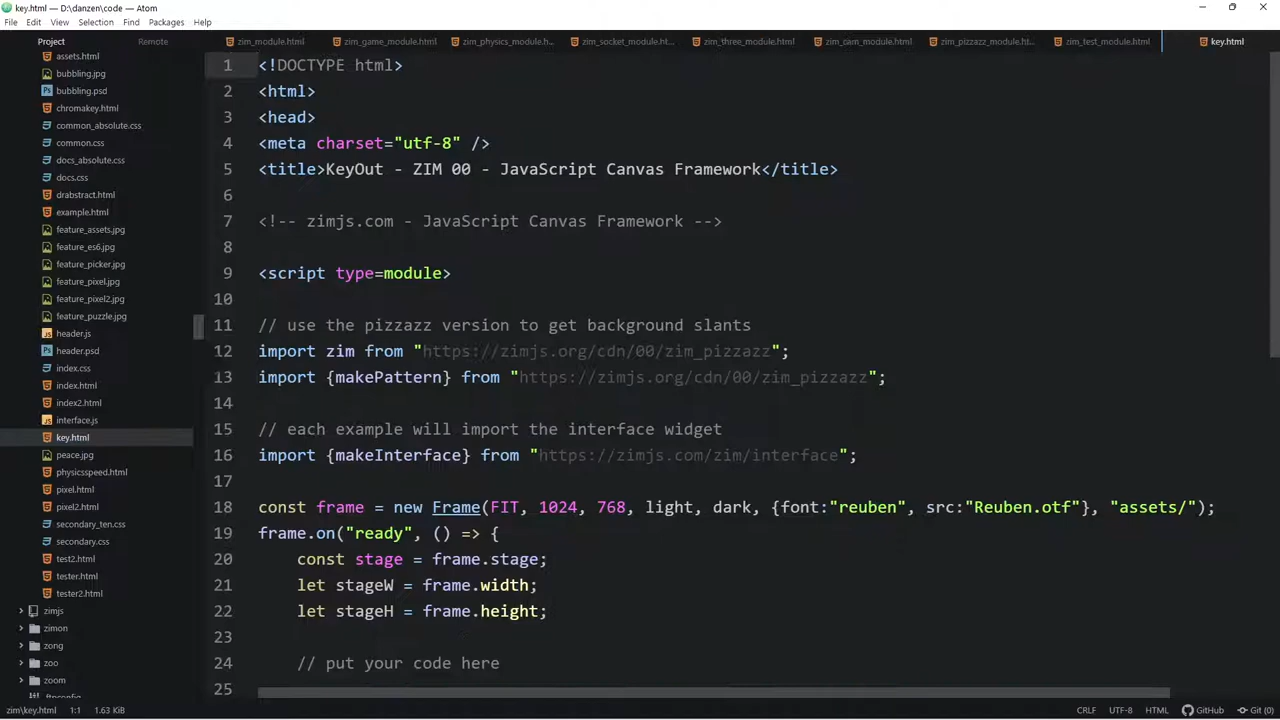 key.html — D:\danzen\code — Atom
File Edit View Selection Find Packages Help
Project Remote
zim_module.html zim_game_module.html zim_physics_module.h... zim_socket_module.ht... zim_three_module.html zim_cam_module.html zim_pizzazz_module.ht... zim_test_module.html key.html
assets.html
bubbling.jpg
bubbling.psd
chromakey.html
common_absolute.css
common.css
docs_absolute.css
docs.css
drabstract.html
example.html
feature_assets.jpg
feature_es6.jpg
feature_picker.jpg
feature_pixel.jpg
feature_pixel2.jpg
feature_puzzle.jpg
header.js
header.psd
index.css
index.html
index2.html
interface.js
key.html
peace.jpg
physicsspeed.html
pixel.html
pixel2.html
secondary_ten.css
secondary.css
test2.html
tester.html
tester2.html
zimjs
zimon
zong
zoo
zoom
.ftpconfig
1 <!DOCTYPE html>
2 <html>
3 <head>
4 <meta charset="utf-8" />
5 <title>KeyOut - ZIM 00 - JavaScript Canvas Framework</title>
6
7 <!-- zimjs.com - JavaScript Canvas Framework -->
8
9 <script type=module>
10
11 // use the pizzazz version to get background slants
12 import zim from "https://zimjs.org/cdn/00/zim_pizzazz";
13 import {makePattern} from "https://zimjs.org/cdn/00/zim_pizzazz";
14
15 // each example will import the interface widget
16 import {makeInterface} from "https://zimjs.com/zim/interface";
17
18 const frame = new Frame(FIT, 1024, 768, light, dark, {font:"reuben", src:"Reuben.otf"}, "assets/");
19 frame.on("ready", () => {
20 const stage = frame.stage;
21 let stageW = frame.width;
22 let stageH = frame.height;
23
24 // put your code here
25
zim\key.html 1:1 1.63 KiB CRLF UTF-8 HTML GitHub Git (0)